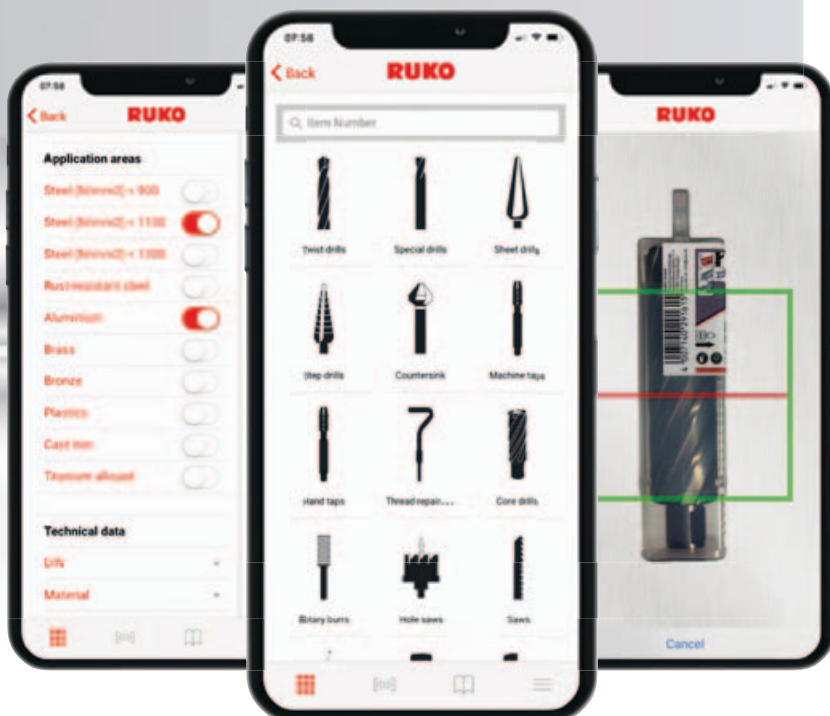 07:58
Back
RUKO
Application areas
Steel (N/mm2) < 900
Steel (N/mm2) < 1100
Steel (N/mm2) < 1300
Rust-resistant steel
Aluminium
Brass
Bronze
Plastics
Cast iron
Titanium alloyed
Technical data
DIN
Material
07:58
Back
RUKO
Item Number
Twist drills
Special drills
Sheet drills
Step drills
Countersink
Machine taps
Hand taps
Thread repair...
Core drills
Rotary burrs
Hole saws
Saws
RUKO
Cancel